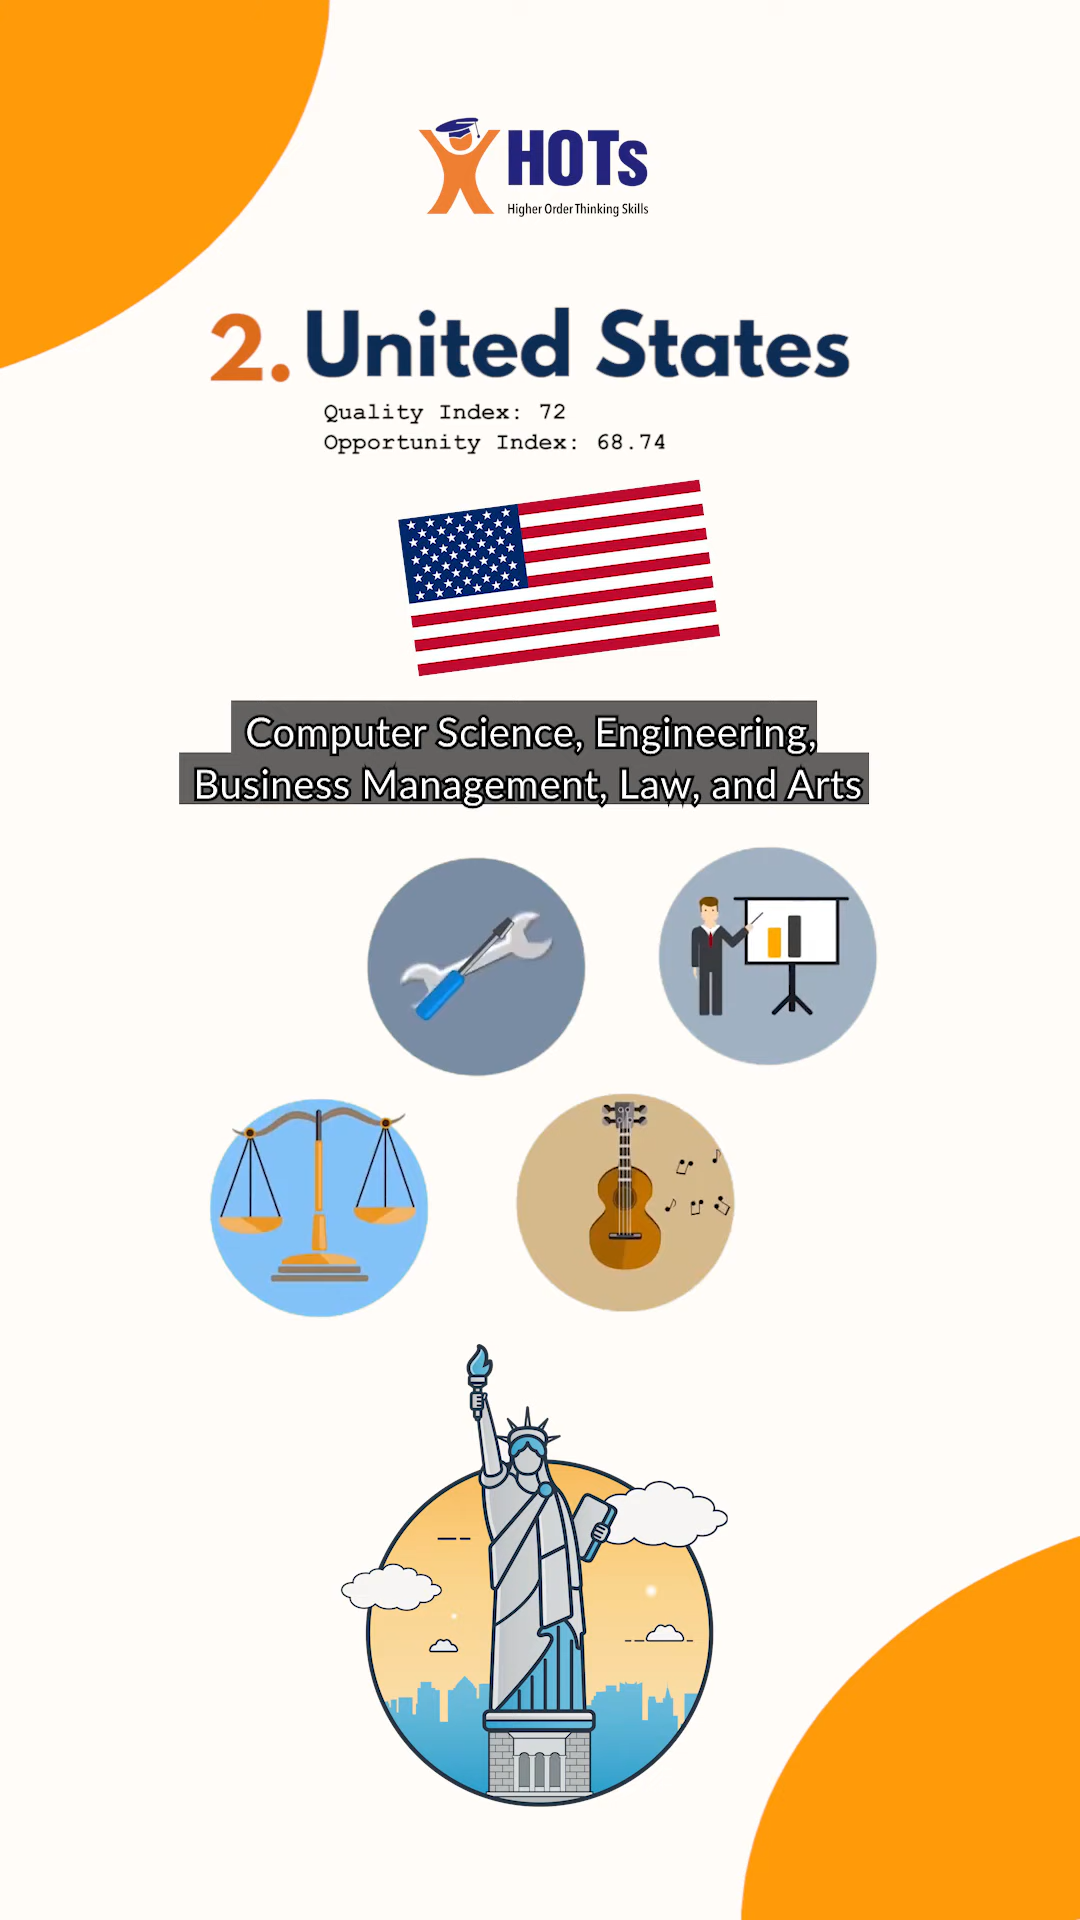 HOTs
Higher Order Thinking Skills
2. United States
Quality Index: 72
Opportunity Index: 68.74
Computer Science, Engineering,
Business Management, Law, and Arts